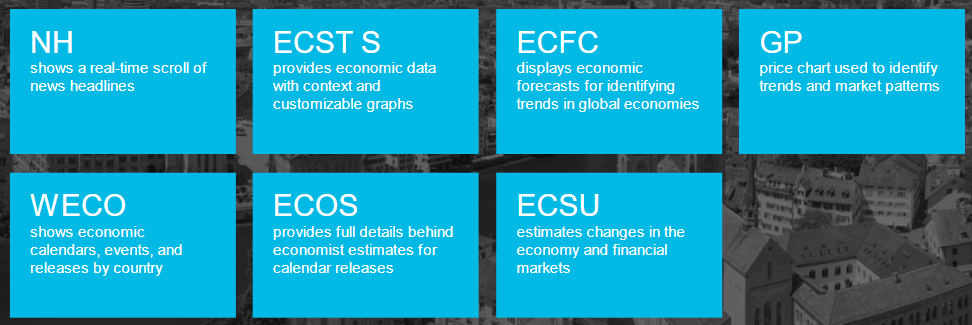 NH
shows a real-time scroll of
news headlines
ECST S
provides economic data
with context and
customizable graphs
ECFC
displays economic
forecasts for identifying
trends in global economies
GP
price chart used to identify
trends and market patterns
WECO
shows economic
calendars, events, and
releases by country
ECOS
provides full details behind
economist estimates for
calendar releases
ECSU
estimates changes in the
economy and financial
markets